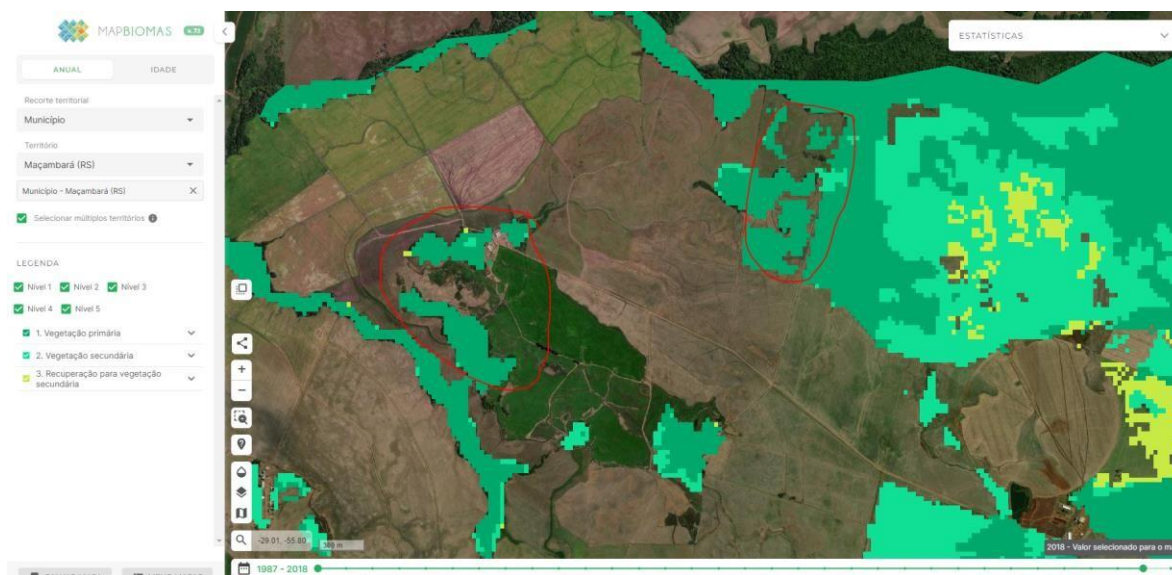 MAPBIOMAS
ANUAL IDADE
Recorte territorial
Município
Território
Maçambará (RS)
Município - Maçambará (RS)
Selecionar múltiplos territórios
LEGENDA
Nível 1 Nível 2 Nível 3
Nível 4 Nível 5
1. Vegetação primária
2. Vegetação secundária
3. Recuperação para vegetação
secundária
ESTATÍSTICAS
-29.01, -55.80
2018 - Valor selecionado para o m
1987 - 2018